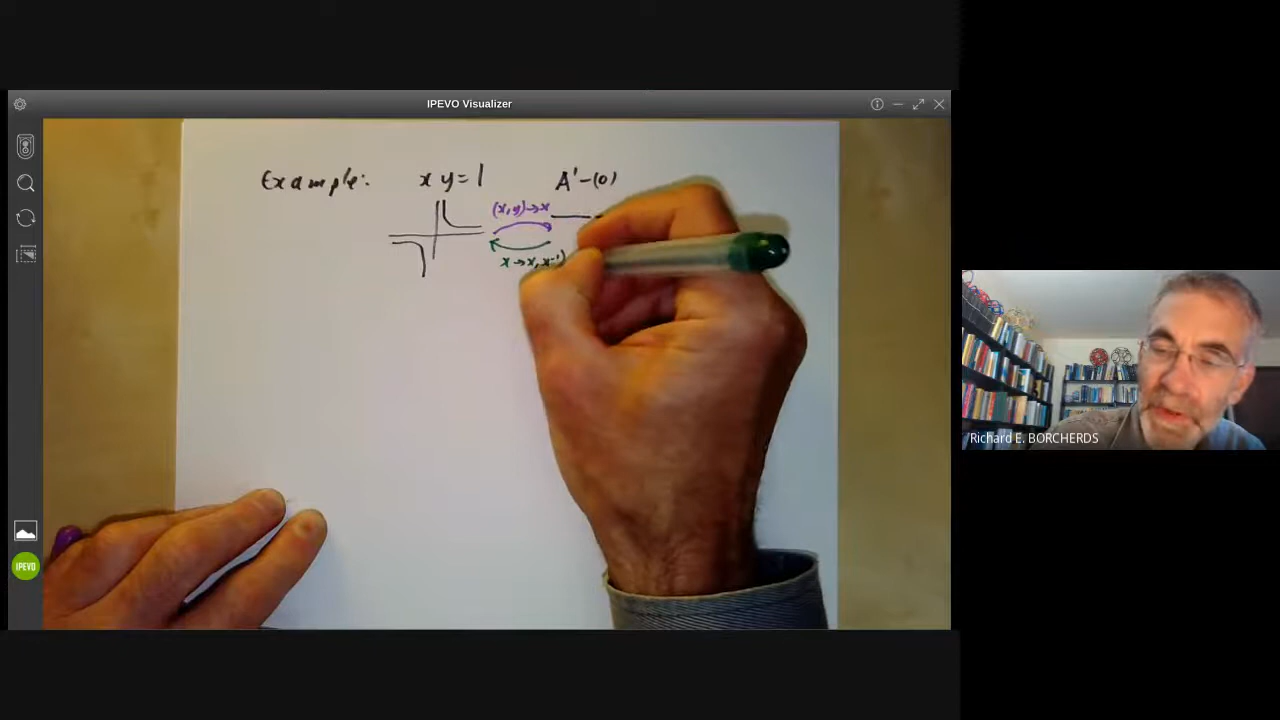 IPEVO Visualizer
Example: xy=1 A¹-(0)
(x,y)→x
x→x,x⁻¹)
IPEVO
Richard E. BORCHERDS